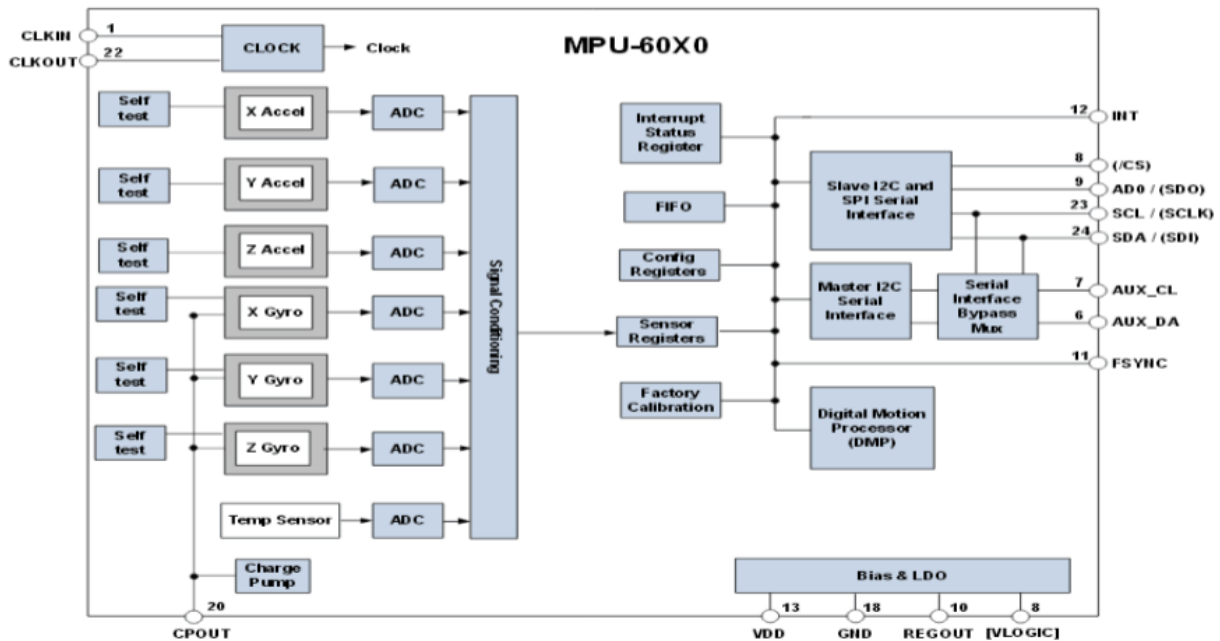 MPU-60X0
CLKIN
1
CLKOUT
22
CLOCK
Clock
Self
test
X Accel
ADC
Self
test
Y Accel
ADC
Self
test
Z Accel
ADC
Self
test
X Gyro
ADC
Self
test
Y Gyro
ADC
Self
test
Z Gyro
ADC
Temp Sensor
ADC
Charge
Pump
20
CPOUT
Signal Conditioning
Interrupt
Status
Register
FIFO
Config
Registers
Sensor
Registers
Factory
Calibration
Slave I2C and
SPI Serial
Interface
Master I2C
Serial
Interface
Serial
Interface
Bypass
Mux
Digital Motion
Processor
(DMP)
12
INT
8
(/CS)
9
AD0 / (SDO)
23
SCL / (SCLK)
24
SDA / (SDI)
7
AUX_CL
6
AUX_DA
11
FSYNC
Bias & LDO
13
18
10
8
VDD
GND
REGOUT
[VLOGIC]